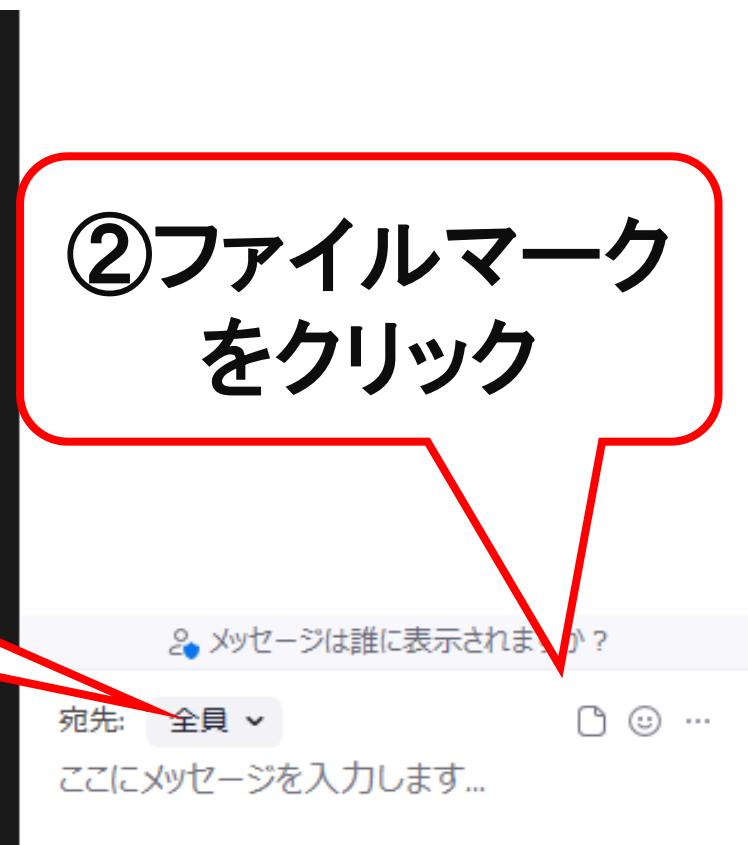 ②ファイルマーク
をクリック
メッセージは誰に表示されますか？
宛先: 全員
ここにメッセージを入力します...